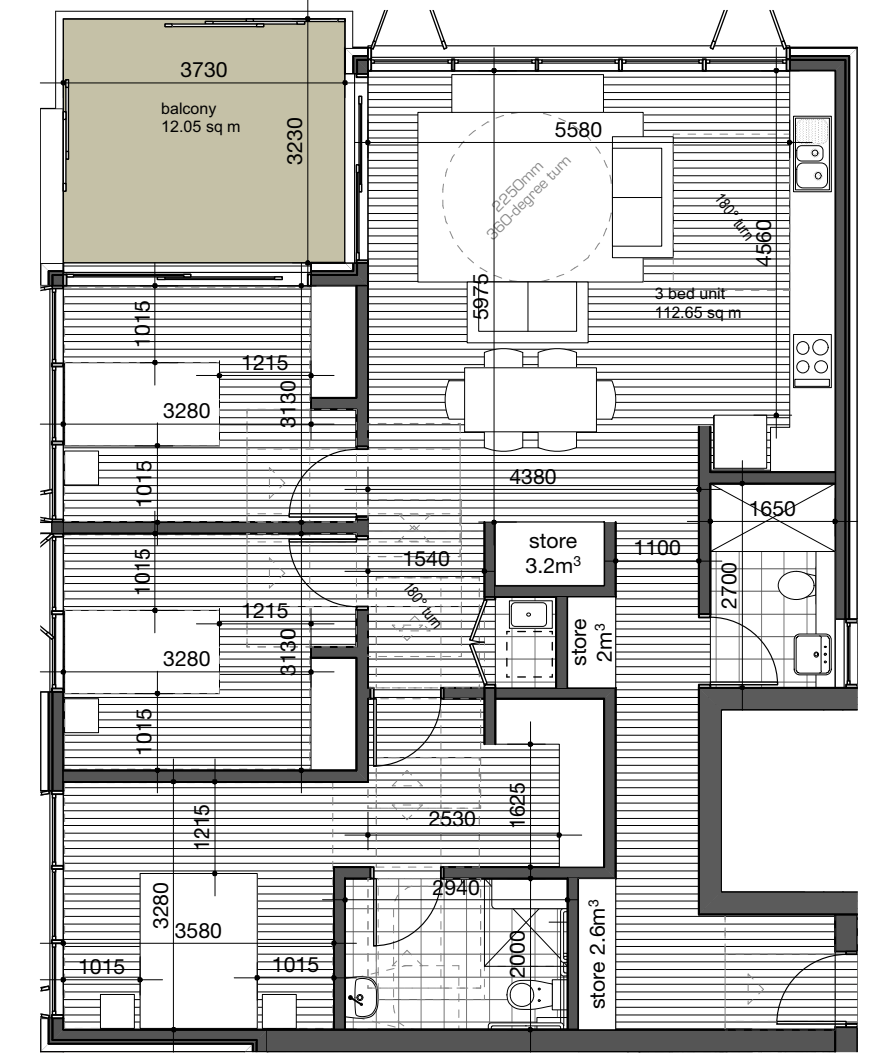 3730
balcony
12.05 sq m
3230
5580
2250mm
360-degree turn
180° turn
4560
5975
3 bed unit
112.65 sq m
1015
1215
3280
3130
1015
4380
1650
store
3.2m³
1540
1100
2700
180° turn
store
2m³
1015
1215
3280
3130
1015
1215
1625
2530
3280
3580
1015
1015
2940
2000
store 2.6m³